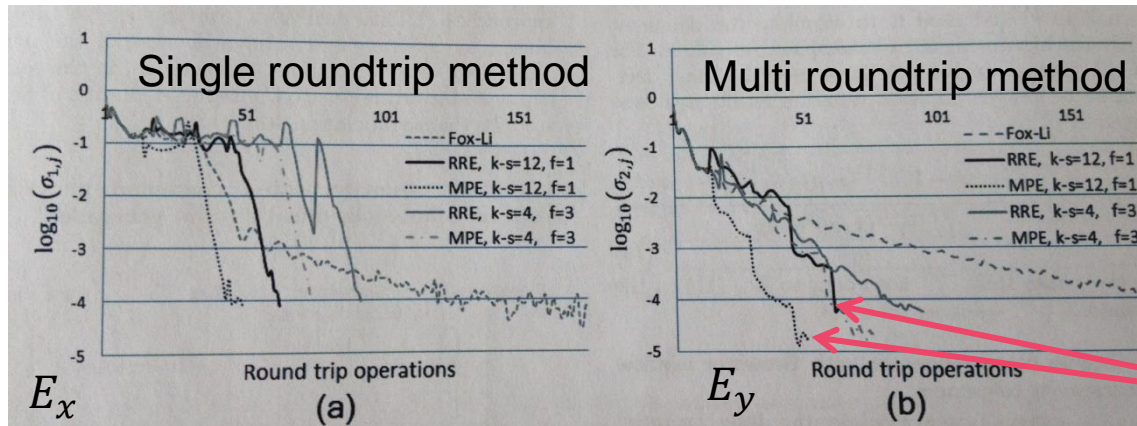 Single roundtrip method
1
0
-1
-2
-3
-4
-5
1
51
101
151
log10(σ1,j)
Fox-Li
RRE, k-s=12, f=1
MPE, k-s=12, f=1
RRE, k-s=4, f=3
MPE, k-s=4, f=3
Round trip operations
Ex
(a)
Multi roundtrip method
1
0
-1
-2
-3
-4
-5
1
51
101
151
log10(σ2,j)
Fox-Li
RRE, k-s=12, f=1
MPE, k-s=12, f=1
RRE, k-s=4, f=3
MPE, k-s=4, f=3
Round trip operations
Ey
(b)